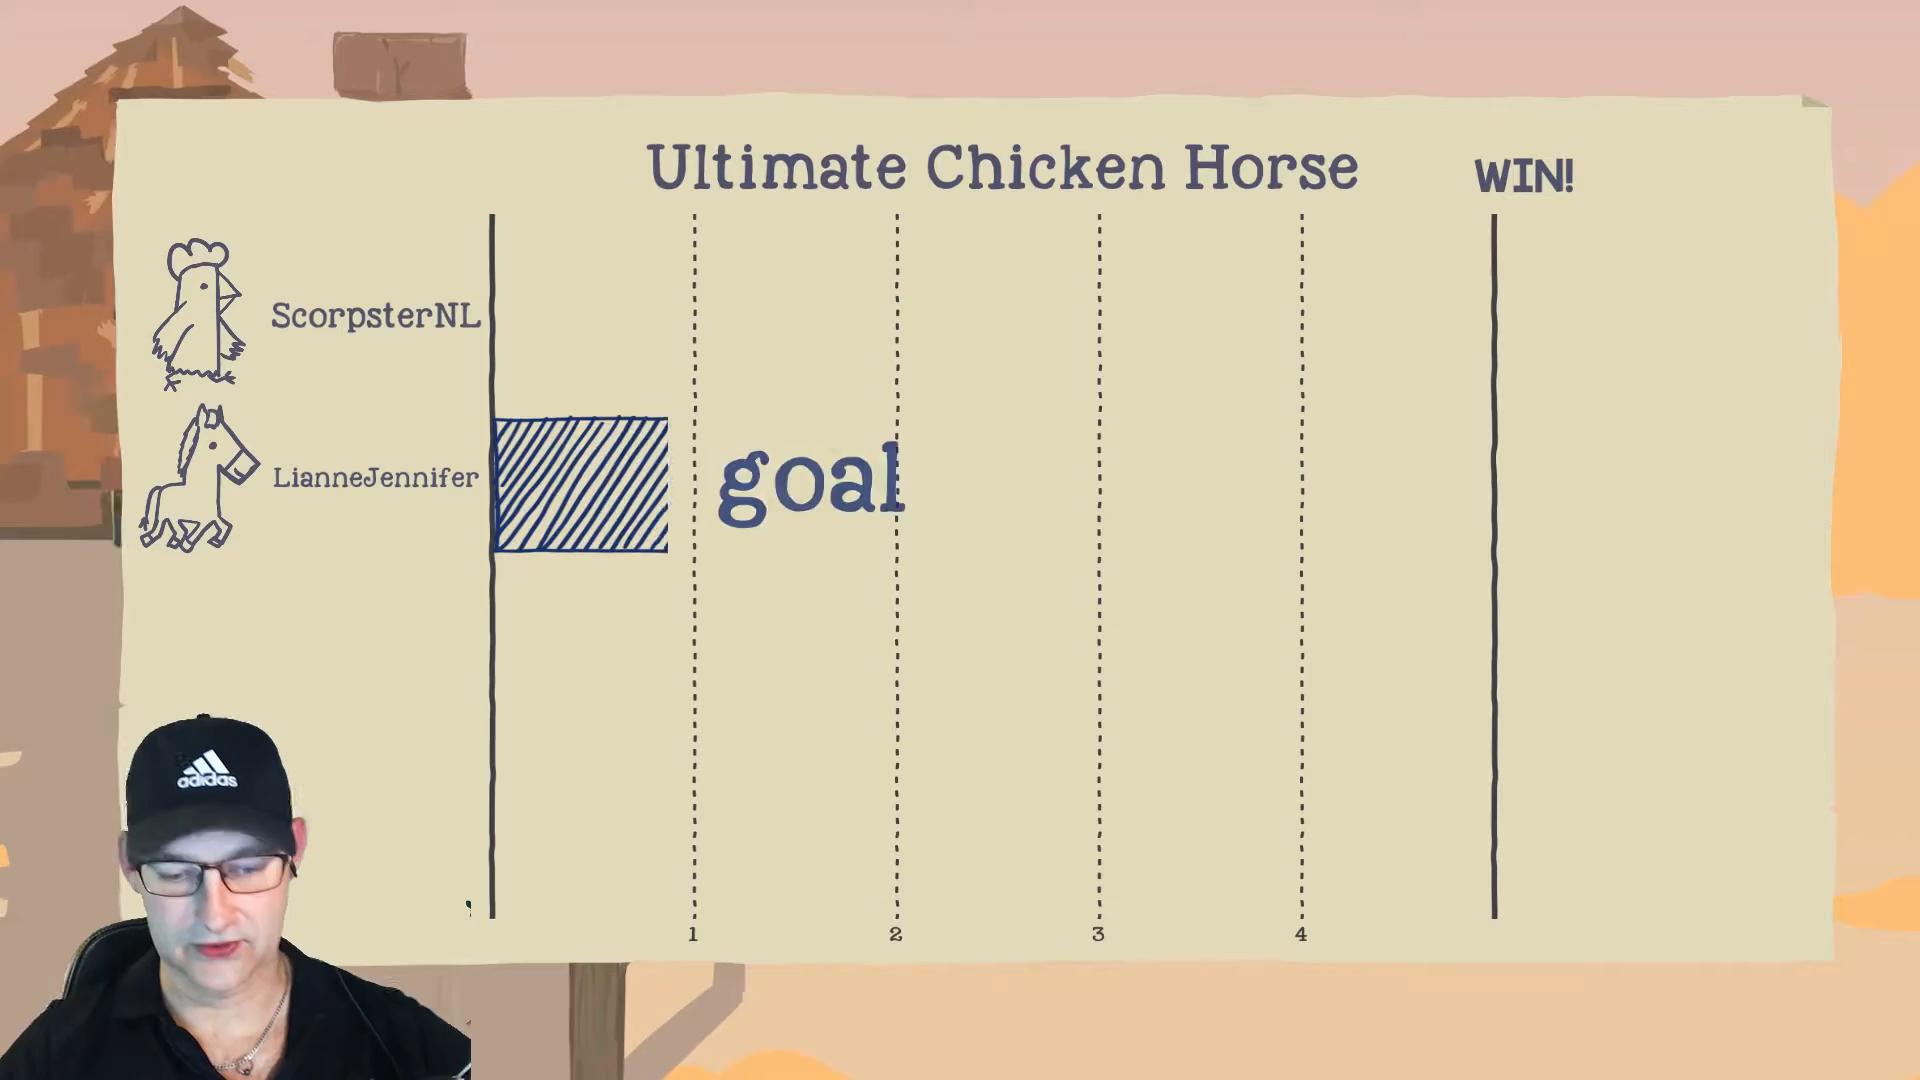 Ultimate Chicken Horse
WIN!
ScorpsterNL
LianneJennifer
goal
adidas
1 2 3 4